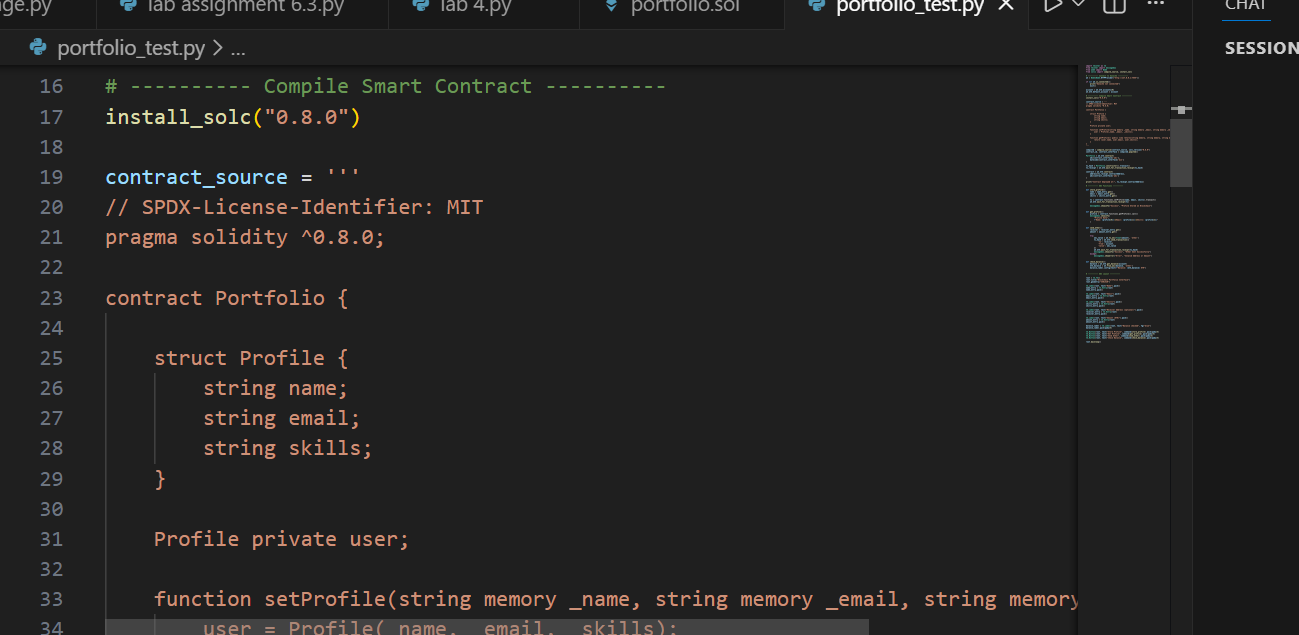 ge.py lab assignment 6.3.py lab 4.py portfolio.sol portfolio_test.py CHAT
portfolio_test.py > ...
SESSION
16 # ---------- Compile Smart Contract ----------
17 install_solc("0.8.0")
18
19 contract_source = '''
20 // SPDX-License-Identifier: MIT
21 pragma solidity ^0.8.0;
22
23 contract Portfolio {
24
25 struct Profile {
26 string name;
27 string email;
28 string skills;
29 }
30
31 Profile private user;
32
33 function setProfile(string memory _name, string memory _email, string memory
34 user = Profile(_name, _email, _skills);